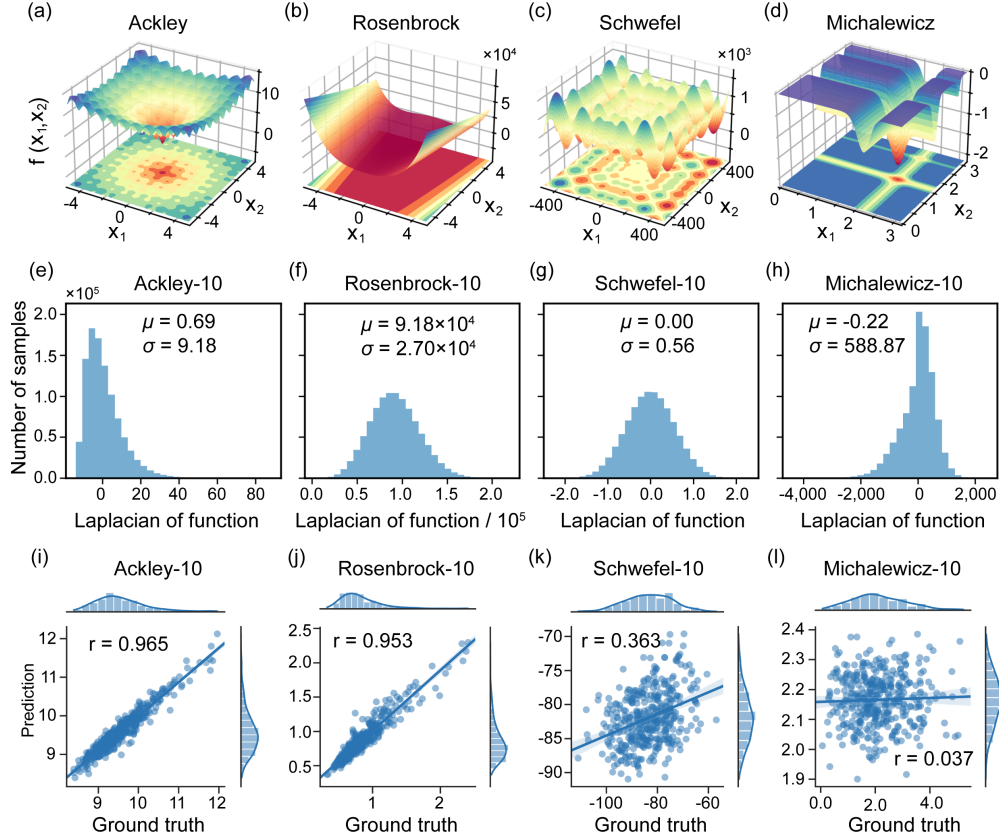 (a) Ackley
(b) Rosenbrock
(c) Schwefel
(d) Michalewicz
f (x₁,x₂)
10
0
-4 0 4
x₁
-4 0 4
x₂
×10⁴
5
0
-4 0 4
x₁
-4 0 4
x₂
×10³
1
0
-400 0 400
x₁
-400 0 400
x₂
0
-1
-2
0 1 2 3
x₁
0 1 2 3
x₂
(e) Ackley-10
(f) Rosenbrock-10
(g) Schwefel-10
(h) Michalewicz-10
×10⁵
Number of samples
2.0
1.5
1.0
0.5
0.0
μ = 0.69
σ = 9.18
0 20 40 60 80
Laplacian of function
μ = 9.18×10⁴
σ = 2.70×10⁴
0.0 1.0 2.0
Laplacian of function / 10⁵
μ = 0.00
σ = 0.56
-2.0 -1.0 0.0 1.0 2.0
Laplacian of function
μ = -0.22
σ = 588.87
-4,000 -2,000 0 2,000
Laplacian of function
(i) Ackley-10
(j) Rosenbrock-10
(k) Schwefel-10
(l) Michalewicz-10
Prediction
12
11
10
9
r = 0.965
9 10 11 12
Ground truth
2.5
2.0
1.5
1.0
0.5
r = 0.953
1 2
Ground truth
-70
-75
-80
-85
-90
r = 0.363
-100 -80 -60
Ground truth
2.4
2.3
2.2
2.1
2.0
1.9
r = 0.037
0.0 2.0 4.0
Ground truth